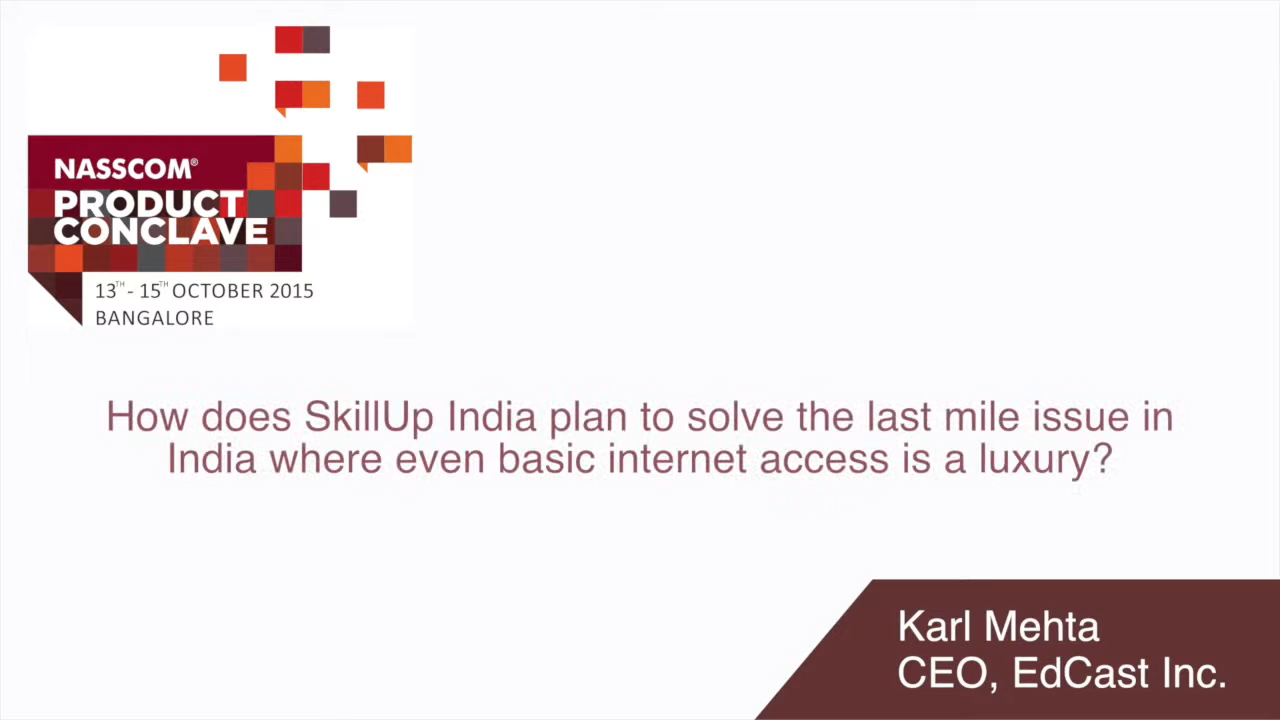 NASSCOM®
PRODUCT
CONCLAVE
13TH - 15TH OCTOBER 2015
BANGALORE
How does SkillUp India plan to solve the last mile issue in
India where even basic internet access is a luxury?
Karl Mehta
CEO, EdCast Inc.